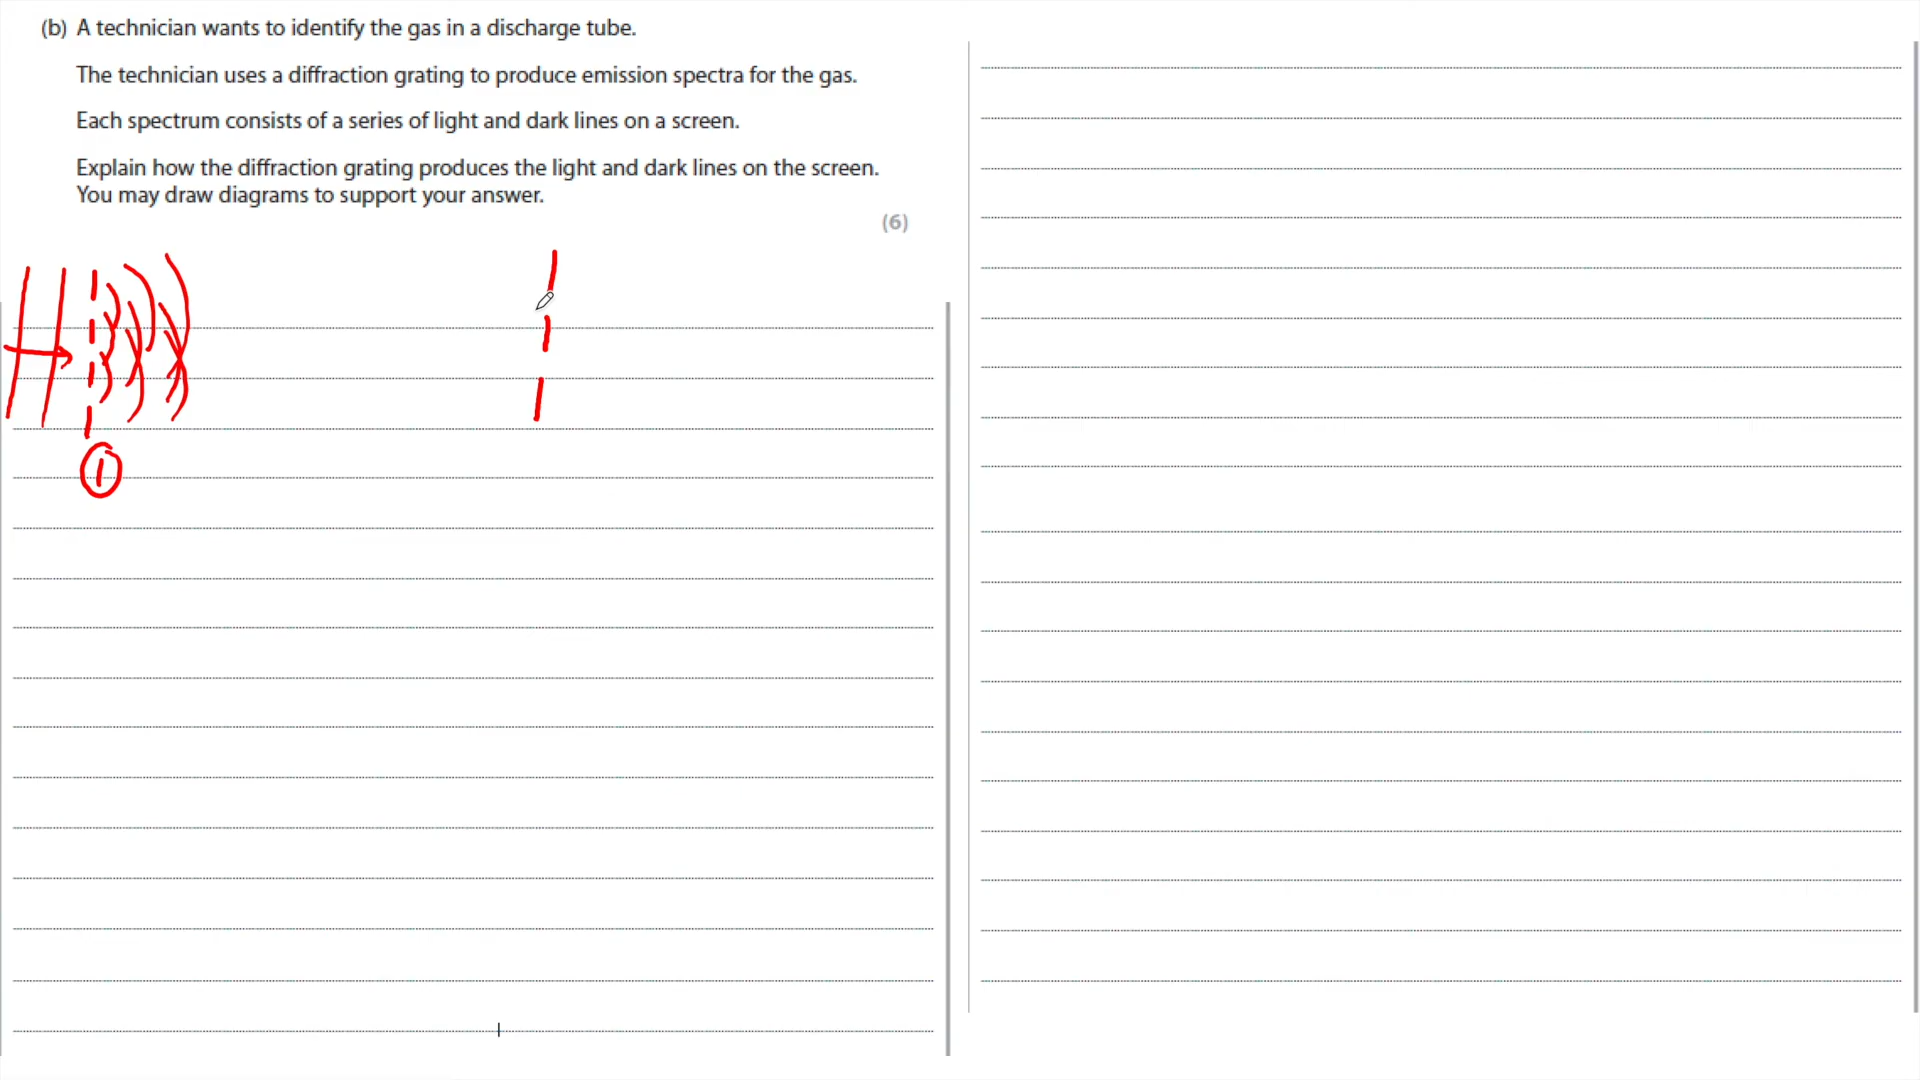 (b) A technician wants to identify the gas in a discharge tube.
The technician uses a diffraction grating to produce emission spectra for the gas.
Each spectrum consists of a series of light and dark lines on a screen.
Explain how the diffraction grating produces the light and dark lines on the screen.
You may draw diagrams to support your answer.
(6)
1